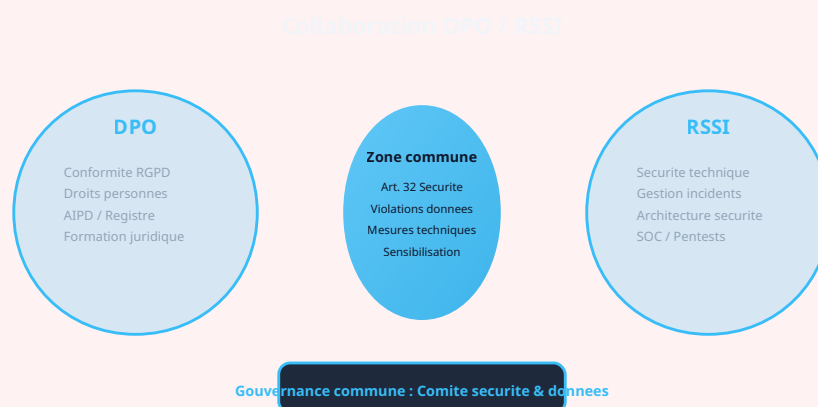 Collaboration DPO / RSSI
DPO
Conformite RGPD
Droits personnes
AIPD / Registre
Formation juridique
Zone commune
Art. 32 Securite
Violations donnees
Mesures techniques
Sensibilisation
RSSI
Securite technique
Gestion incidents
Architecture securite
SOC / Pentests
Gouvernance commune : Comite securite & donnees